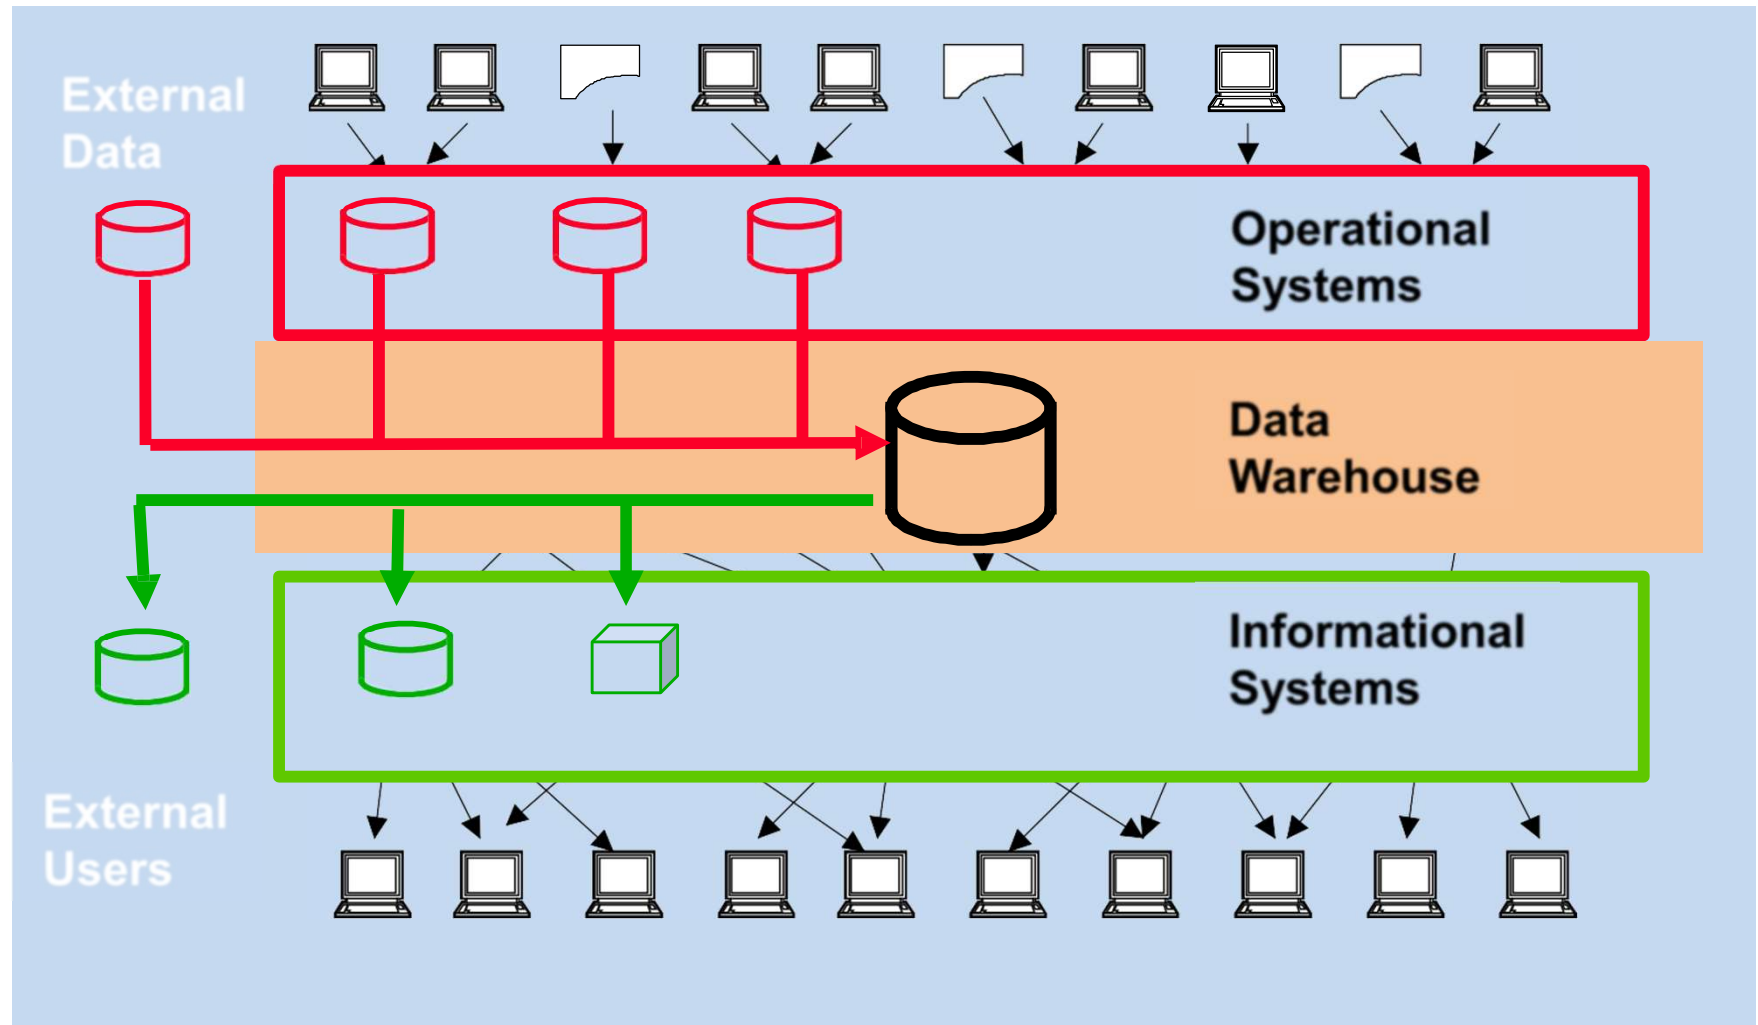 External
Data
Operational
Systems
Data
Warehouse
Informational
Systems
External
Users